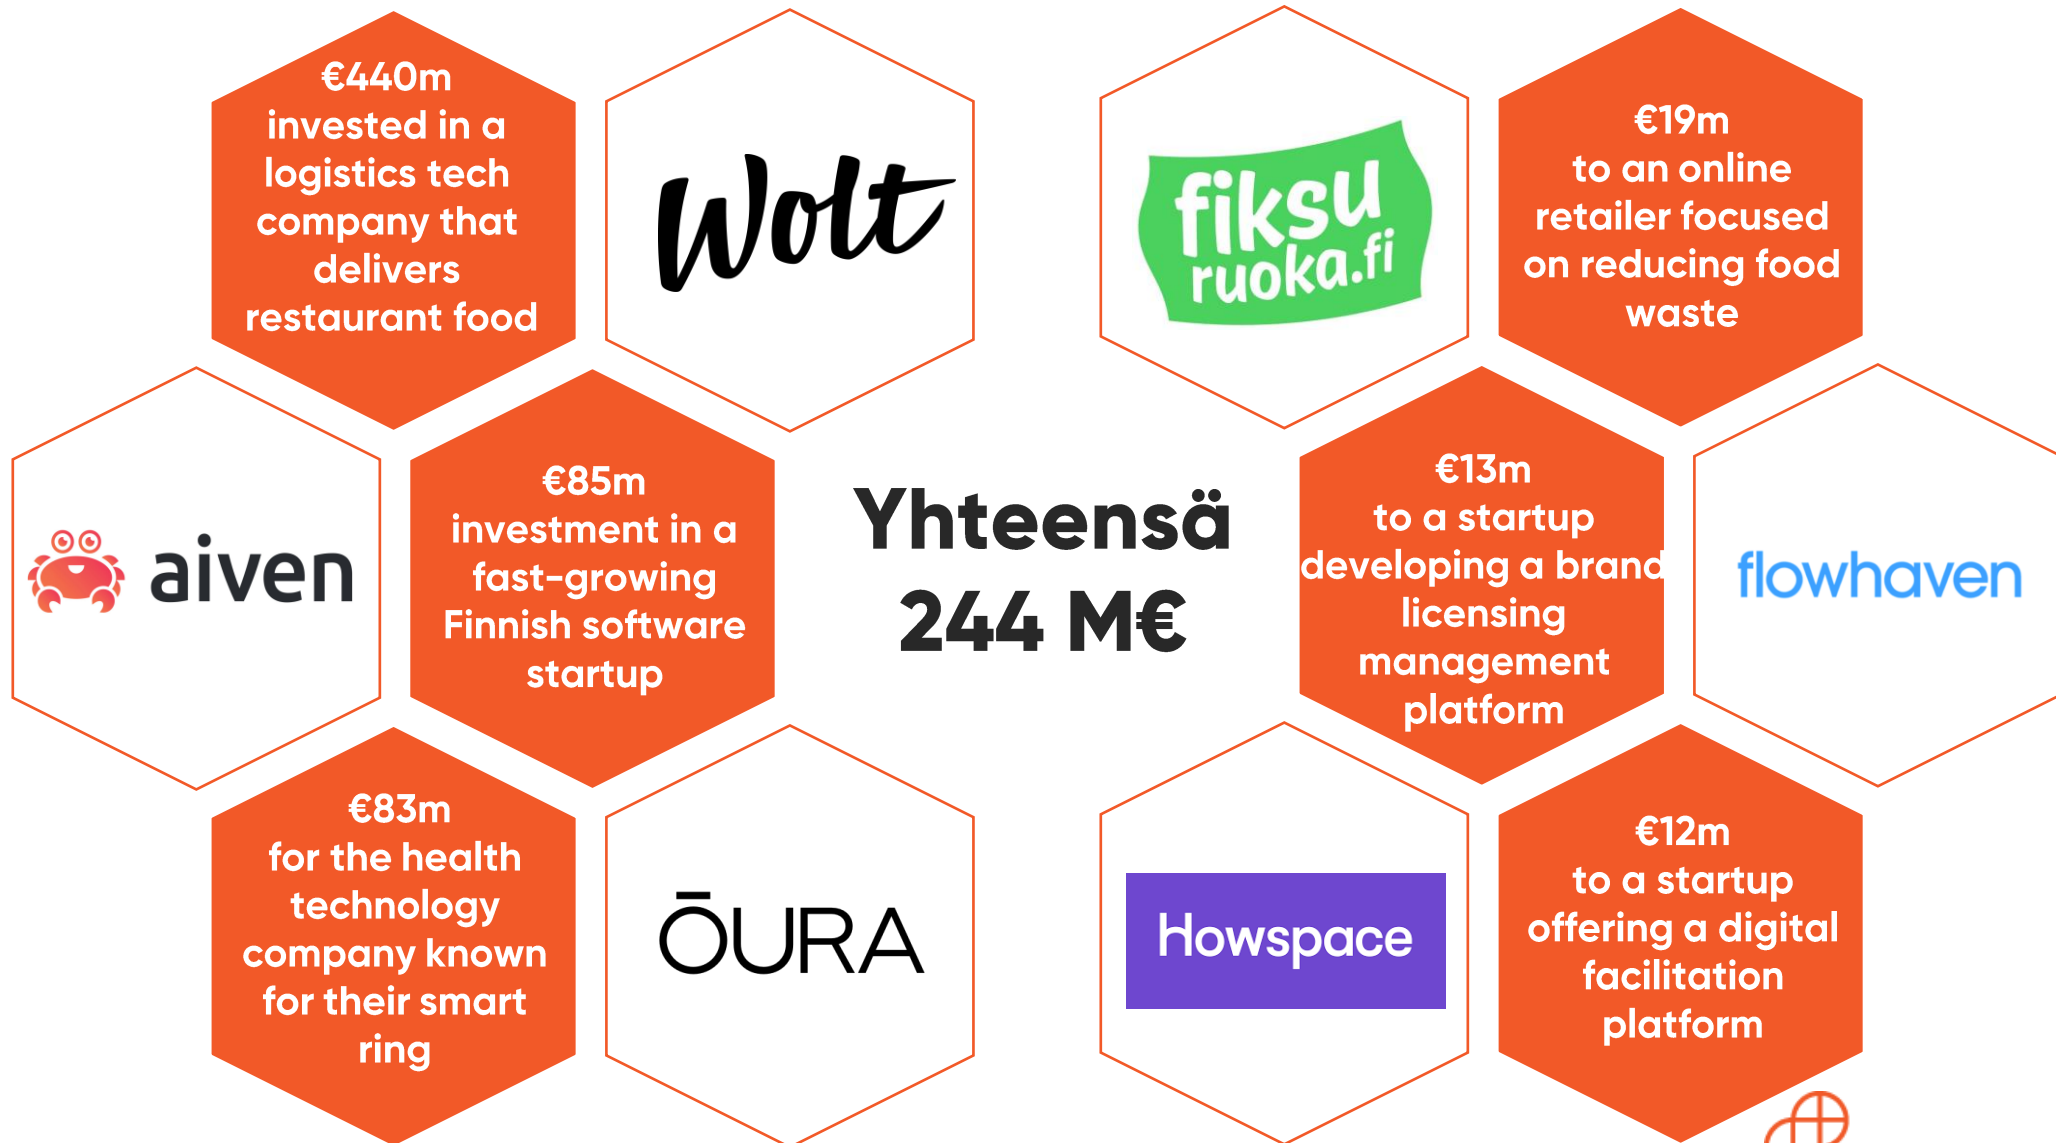 €440m
invested in a
logistics tech
company that
delivers
restaurant food
Wolt
fiksu
ruoka.fi
€19m
to an online
retailer focused
on reducing food
waste
aiven
€85m
investment in a
fast-growing
Finnish software
startup
Yhteensä
244 M€
€13m
to a startup
developing a brand
licensing
management
platform
flowhaven
€83m
for the health
technology
company known
for their smart
ring
ŌURA
Howspace
€12m
to a startup
offering a digital
facilitation
platform